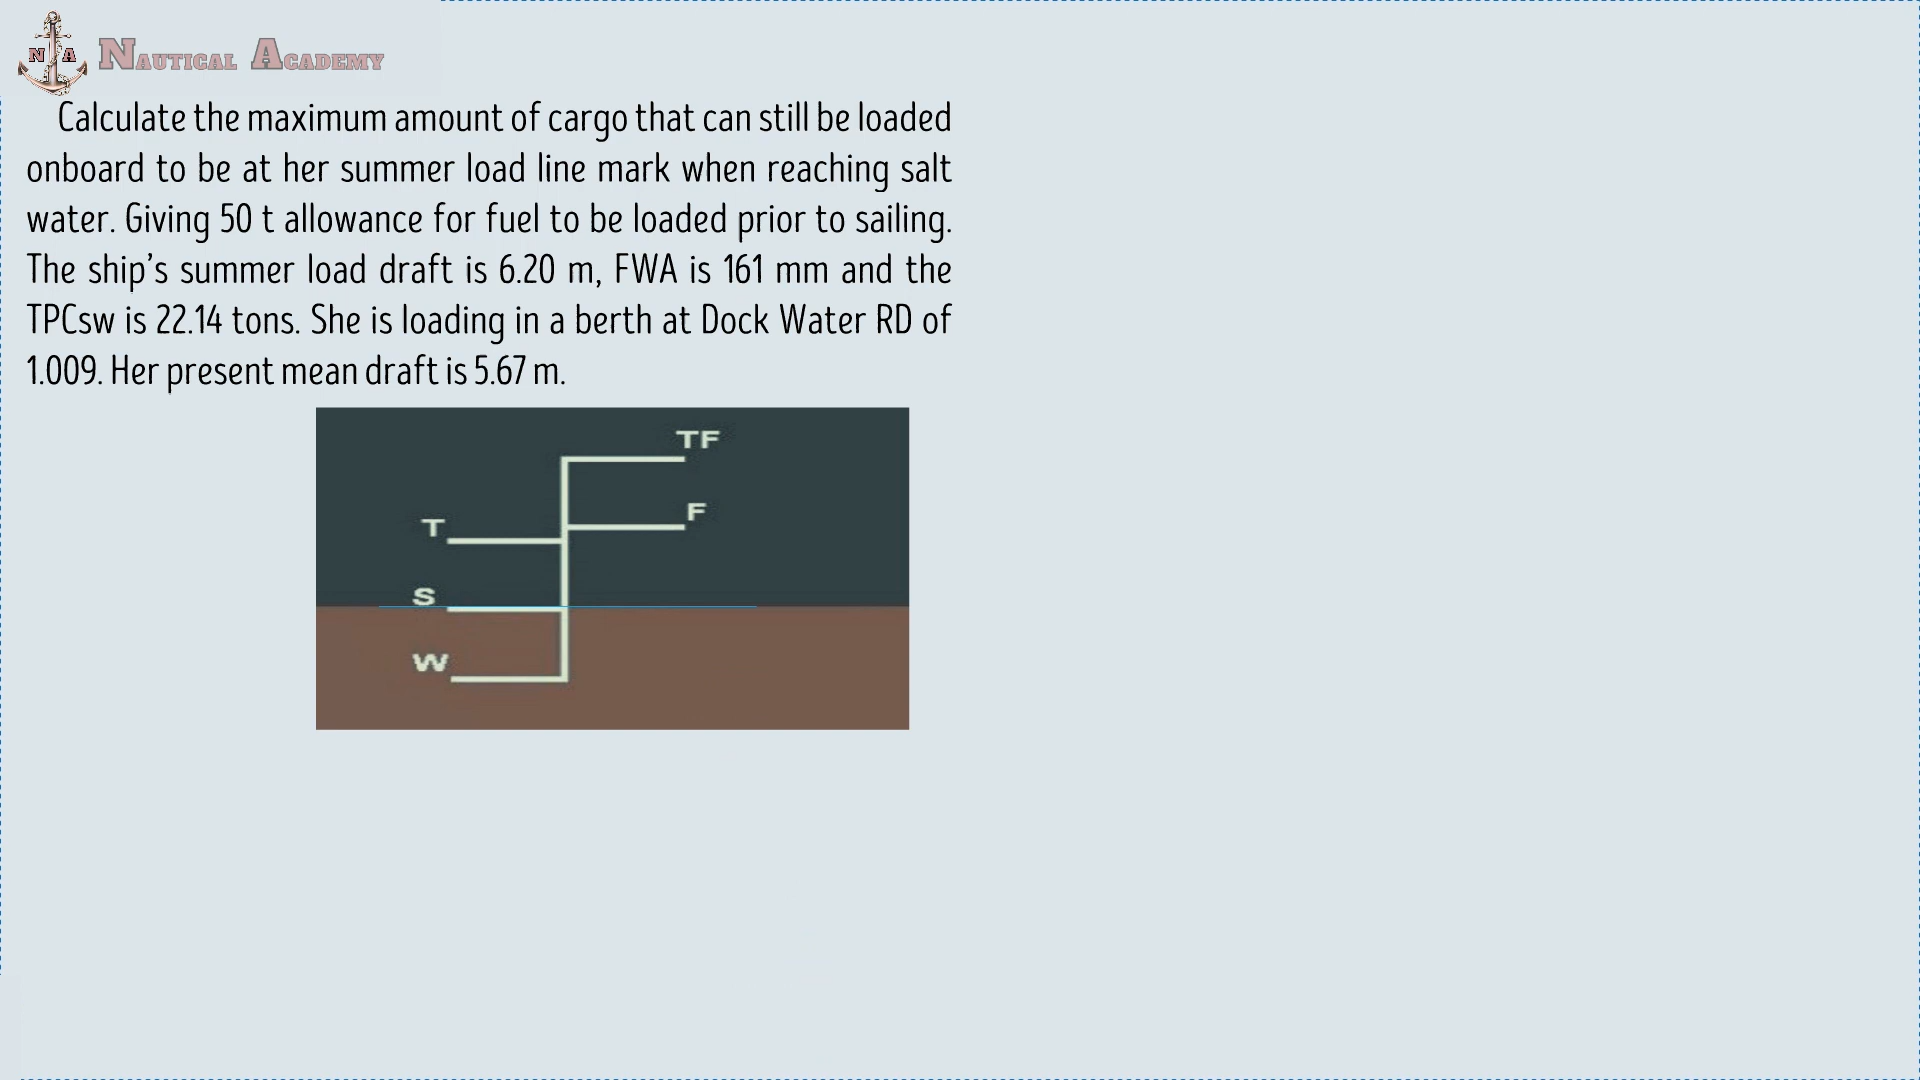 N A NAUTICAL ACADEMY
Calculate the maximum amount of cargo that can still be loaded
onboard to be at her summer load line mark when reaching salt
water. Giving 50 t allowance for fuel to be loaded prior to sailing.
The ship’s summer load draft is 6.20 m, FWA is 161 mm and the
TPCsw is 22.14 tons. She is loading in a berth at Dock Water RD of
1.009. Her present mean draft is 5.67 m.
TF
F
T
S
W